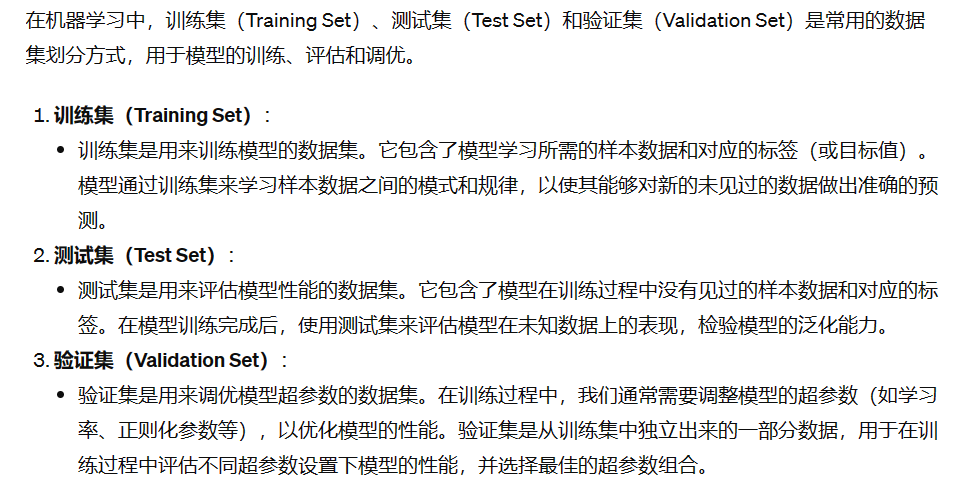 在机器学习中，训练集（Training Set）、测试集（Test Set）和验证集（Validation Set）是常用的数据
集划分方式，用于模型的训练、评估和调优。
1. 训练集（Training Set）：
• 训练集是用来训练模型的数据集。它包含了模型学习所需的样本数据和对应的标签（或目标值）。
模型通过训练集来学习样本数据之间的模式和规律，以使其能够对新的未见过的数据做出准确的预
测。
2. 测试集（Test Set）：
• 测试集是用来评估模型性能的数据集。它包含了模型在训练过程中没有见过的样本数据和对应的标
签。在模型训练完成后，使用测试集来评估模型在未知数据上的表现，检验模型的泛化能力。
3. 验证集（Validation Set）：
• 验证集是用来调优模型超参数的数据集。在训练过程中，我们通常需要调整模型的超参数（如学习
率、正则化参数等），以优化模型的性能。验证集是从训练集中独立出来的一部分数据，用于在训
练过程中评估不同超参数设置下模型的性能，并选择最佳的超参数组合。